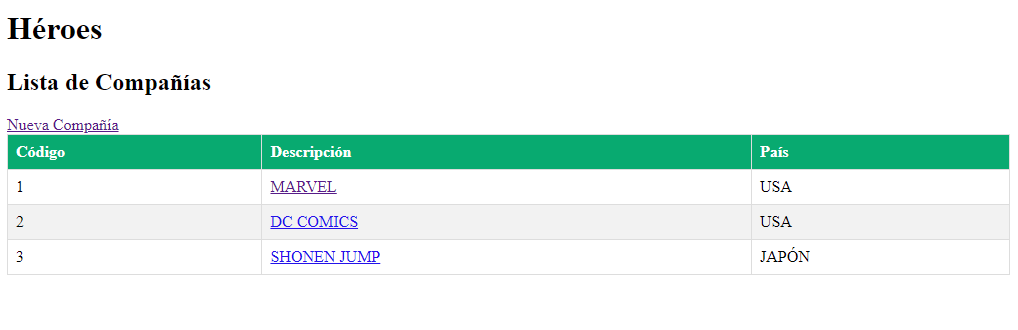 Héroes
Lista de Compañías
Nueva Compañía
Código Descripción País
1 MARVEL USA
2 DC COMICS USA
3 SHONEN JUMP JAPÓN